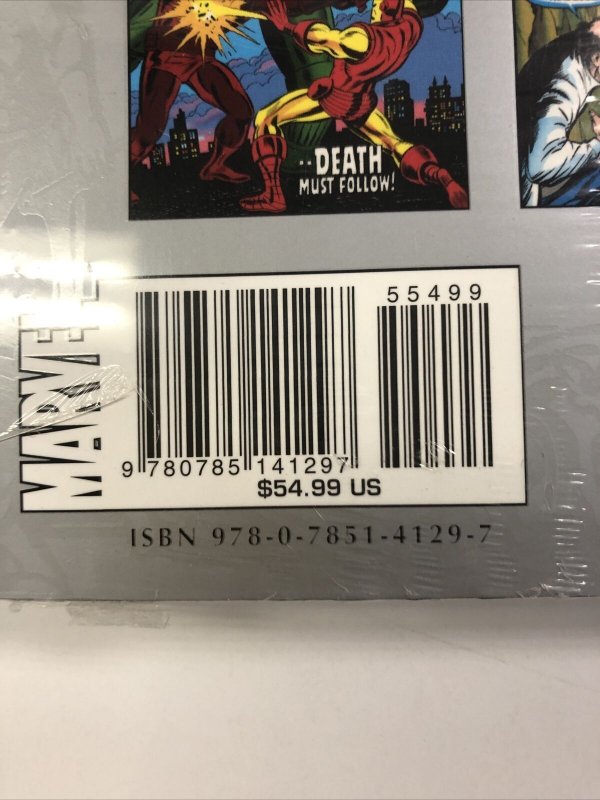 ··DEATH
MUST FOLLOW!
MARVEL
55499
9 780785 141297
$54.99 US
ISBN 978-0-7851-4129-7